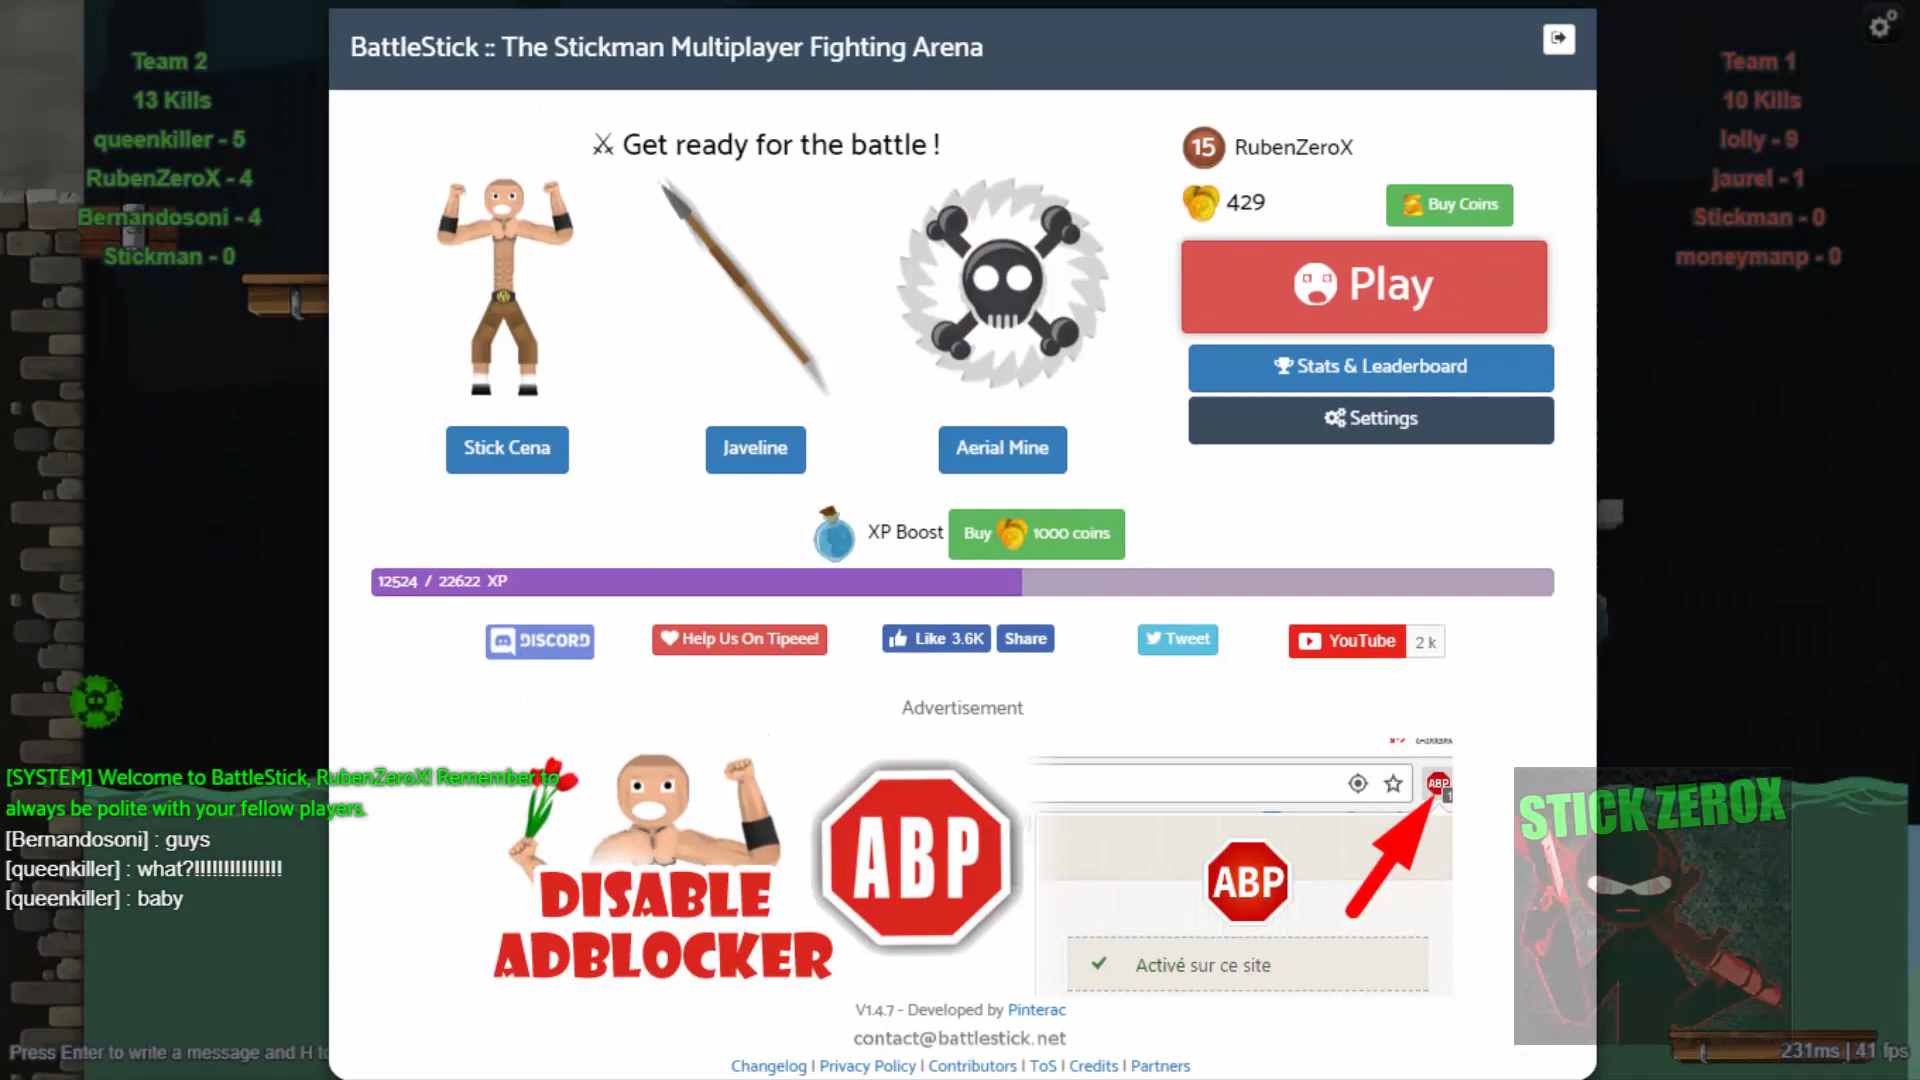 BattleStick :: The Stickman Multiplayer Fighting Arena
Team 2
13 Kills
queenkiller - 5
RubenZeroX - 4
Bernandosoni - 4
Stickman - 0
Team 1
10 Kills
lolly - 9
jaurel - 1
Stickman - 0
moneymanp - 0
Get ready for the battle !
15 RubenZeroX
429
Buy Coins
Play
Stats & Leaderboard
Settings
Stick Cena
Javeline
Aerial Mine
XP Boost
Buy 1000 coins
12524 / 22622 XP
DISCORD
Help Us On Tipeee!
Like 3.6K
Share
Tweet
YouTube
2 k
Advertisement
[SYSTEM] Welcome to BattleStick, RubenZeroX! Remember to
always be polite with your fellow players.
[Bernandosoni] : guys
[queenkiller] : what?!!!!!!!!!!!!!!!
[queenkiller] : baby
DISABLE
ADBLOCKER
ABP
ABP
1
ABP
Activé sur ce site
STICK ZEROX
V1.4.7 - Developed by Pinterac
contact@battlestick.net
Changelog | Privacy Policy | Contributors | ToS | Credits | Partners
Press Enter to write a message and H to
231ms | 41 fps